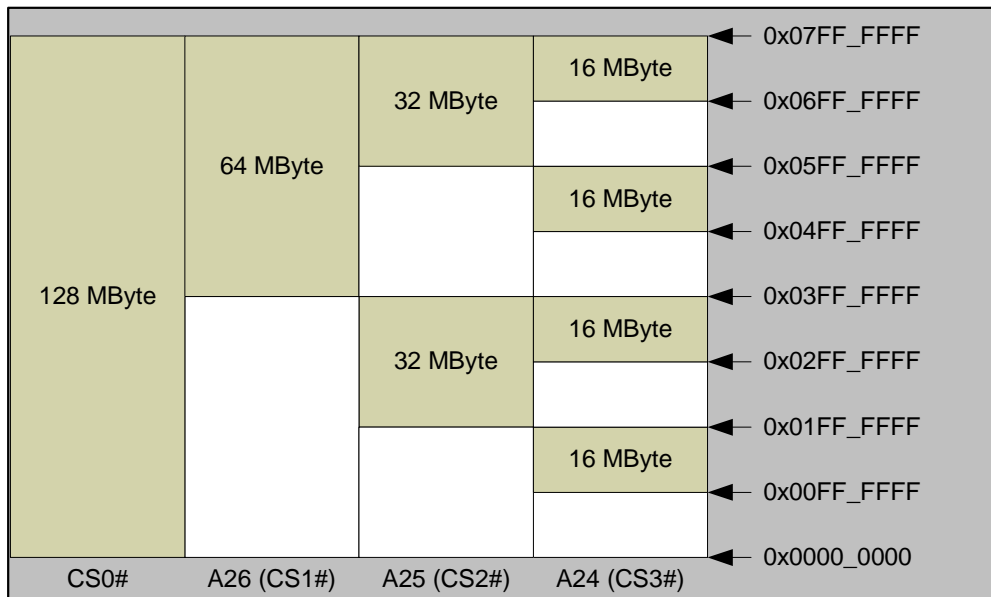 0x07FF_FFFF
16 MByte
32 MByte
0x06FF_FFFF
64 MByte
0x05FF_FFFF
16 MByte
0x04FF_FFFF
128 MByte
0x03FF_FFFF
16 MByte
32 MByte
0x02FF_FFFF
0x01FF_FFFF
16 MByte
0x00FF_FFFF
0x0000_0000
CS0# A26 (CS1#) A25 (CS2#) A24 (CS3#)